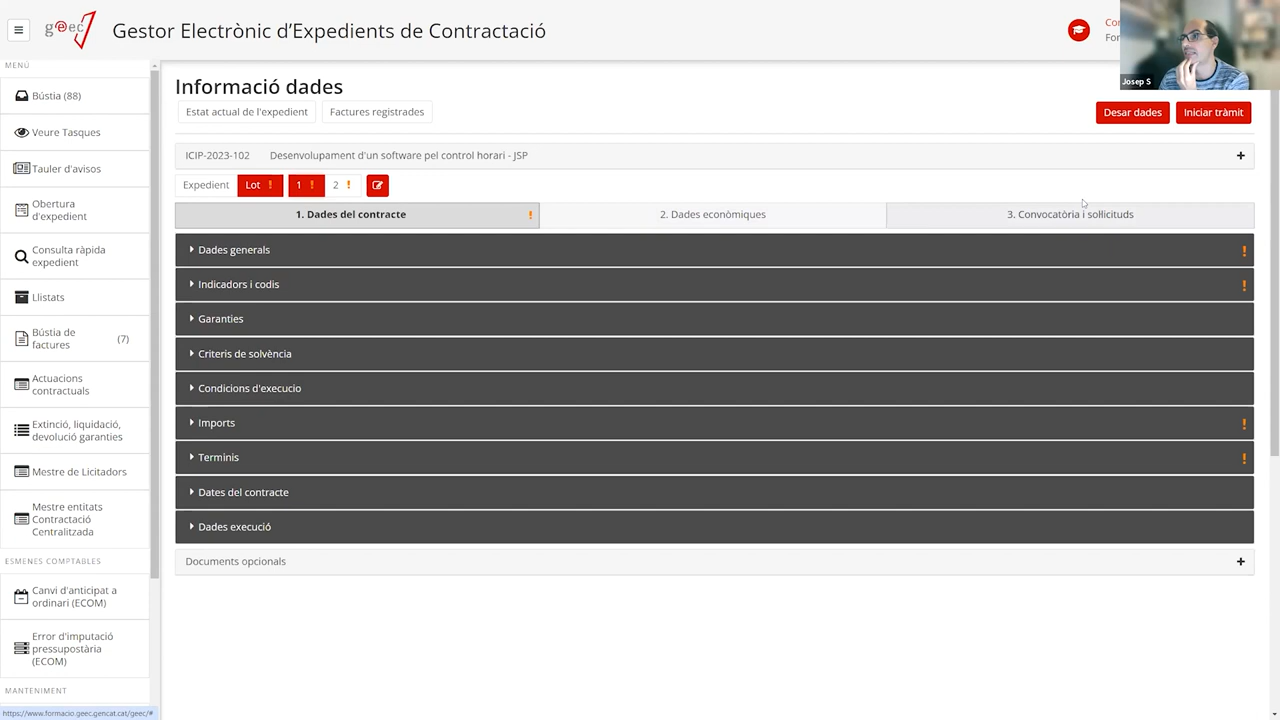 geec
Gestor Electrònic d'Expedients de Contractació
Josep S
MENÚ
Bústia (88)
Veure Tasques
Tauler d'avisos
Obertura
d'expedient
Consulta ràpida
expedient
Llistats
Bústia de
factures
(7)
Actuacions
contractuals
Extinció, liquidació,
devolució garanties
Mestre de Licitadors
Mestre entitats
Contractació
Centralitzada
ESMENES COMPTABLES
Canvi d'anticipat a
ordinari (ECOM)
Error d'imputació
pressupostària
(ECOM)
MANTENIMENT
https://www.formacio.geec.gencat.cat/geec/#
Informació dades
Estat actual de l'expedient
Factures registrades
Desar dades
Iniciar tràmit
ICIP-2023-102 Desenvolupament d'un software pel control horari - JSP
Expedient Lot ! 1 ! 2 !
1. Dades del contracte !
2. Dades econòmiques
3. Convocatòria i sol·licituds
Dades generals !
Indicadors i codis !
Garanties
Criteris de solvència
Condicions d'execucio
Imports !
Terminis !
Dates del contracte
Dades execució
Documents opcionals